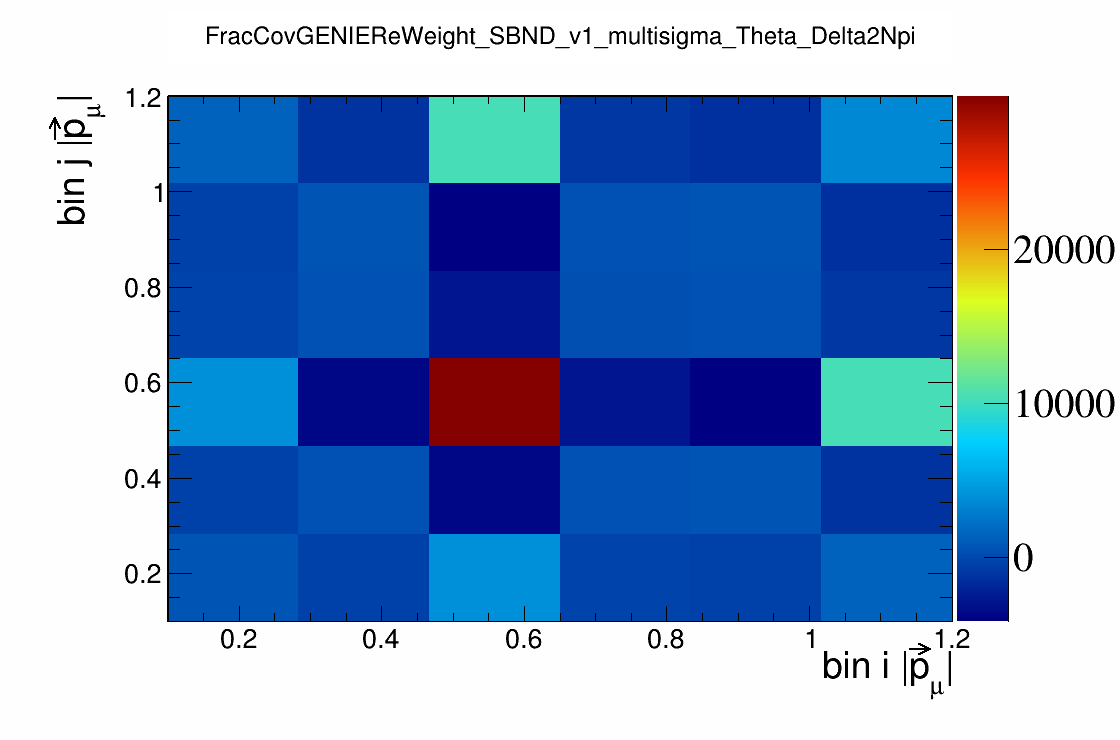 FracCovGENIEReWeight_SBND_v1_multisigma_Theta_Delta2Npi
bin j |p⃗μ|
1.2
1
0.8
0.6
0.4
0.2
0.2 0.4 0.6 0.8 1 1.2
bin i |p⃗μ|
20000
10000
0